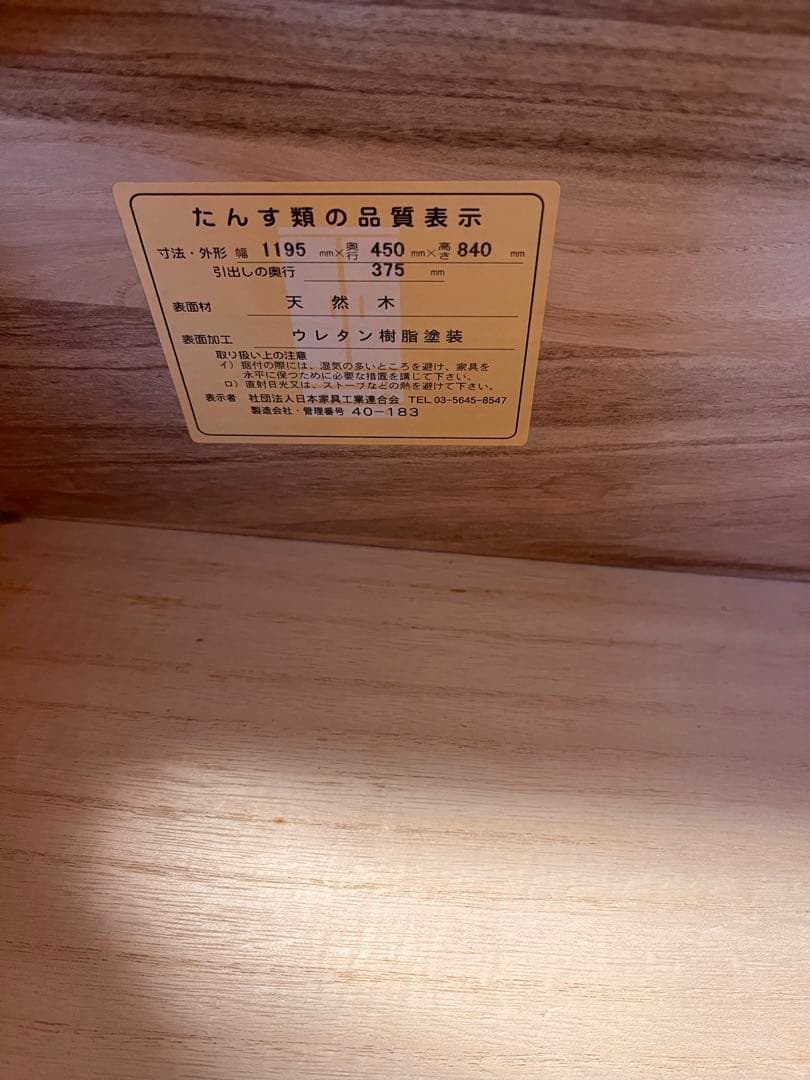 たんす類の品質表示
寸法・外形 幅 1195 mm×奥行 450 mm×高さ 840 mm
引出しの奥行 375 mm
表面材 天然木
表面加工 ウレタン樹脂塗装
取り扱い上の注意
イ）据付の際には、湿気の多いところを避け、家具を
水平に保つために必要な措置を講じて下さい。
ロ）直射日光又は、ストーブなどの熱を避けて下さい。
表示者 社団法人日本家具工業連合会 TEL 03-5645-8547
製造会社・管理番号 40-183